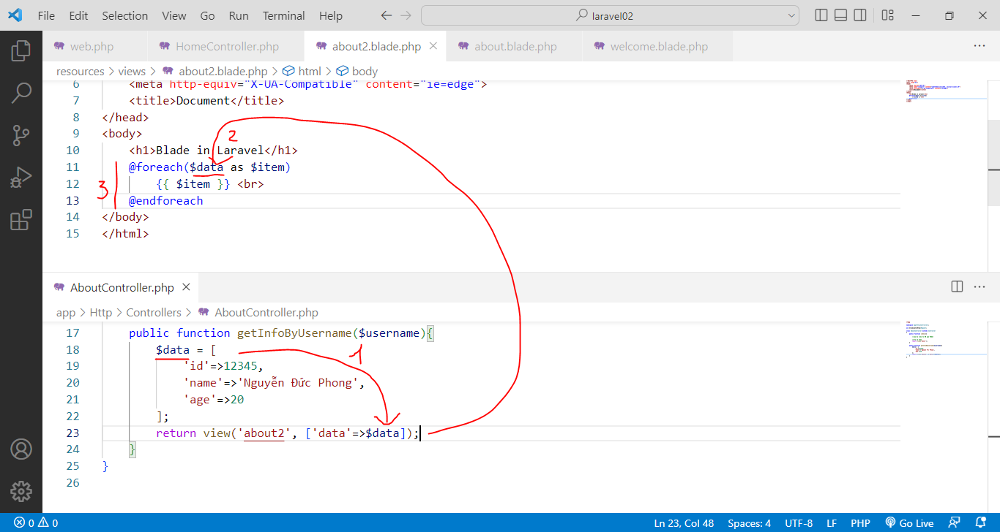 File Edit Selection View Go Run Terminal Help laravel02
web.php HomeController.php about2.blade.php about.blade.php welcome.blade.php
resources > views > about2.blade.php > html > body
6 <meta http-equiv="X-UA-Compatible" content="ie=edge">
7 <title>Document</title>
8 </head>
9 <body>
2
10 <h1>Blade in Laravel</h1>
11 @foreach($data as $item)
12 {{ $item }} <br>
3
13 @endforeach
14 </body>
15 </html>
AboutController.php
app > Http > Controllers > AboutController.php
17 public function getInfoByUsername($username){
18 $data = [
1
19 'id'=>12345,
20 'name'=>'Nguyễn Đức Phong',
21 'age'=>20
22 ];
23 return view('about2', ['data'=>$data]);
24 }
25 }
26
0 0 Ln 23, Col 48 Spaces: 4 UTF-8 LF PHP Go Live